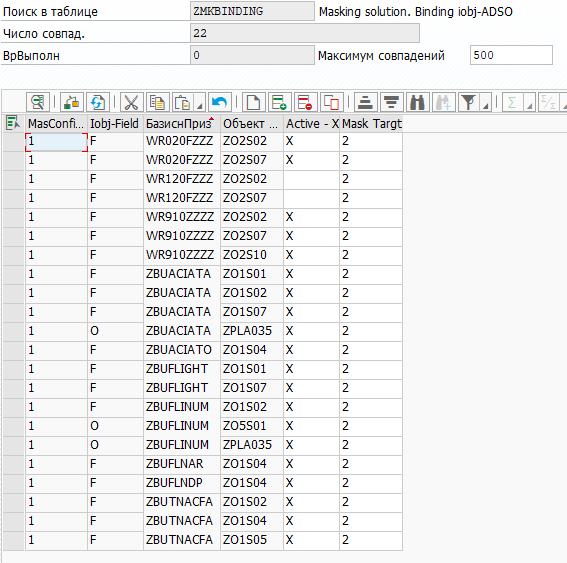 Поиск в таблице ZMKBINDING Masking solution. Binding iobj-ADSO
Число совпад. 22
ВрВыполн 0 Максимум совпадений 500
MasConfi... Iobj-Field БазиснПриз Объект ... Active - X Mask Targt
1 F WR020FZZZ ZO2S02 X 2
1 F WR020FZZZ ZO2S07 X 2
1 F WR120FZZZ ZO2S02 2
1 F WR120FZZZ ZO2S07 2
1 F WR910ZZZZ ZO2S02 X 2
1 F WR910ZZZZ ZO2S07 X 2
1 F WR910ZZZZ ZO2S10 X 2
1 F ZBUACIATA ZO1S01 X 2
1 F ZBUACIATA ZO1S02 X 2
1 F ZBUACIATA ZO1S07 X 2
1 O ZBUACIATA ZPLA035 X 2
1 F ZBUACIATO ZO1S04 X 2
1 F ZBUFLIGHT ZO1S01 X 2
1 F ZBUFLIGHT ZO1S07 X 2
1 F ZBUFLINUM ZO1S02 X 2
1 O ZBUFLINUM ZO5S01 X 2
1 O ZBUFLINUM ZPLA035 X 2
1 F ZBUFLNAR ZO1S04 X 2
1 F ZBUFLNDP ZO1S04 X 2
1 F ZBUTNACFA ZO1S02 X 2
1 F ZBUTNACFA ZO1S04 X 2
1 F ZBUTNACFA ZO1S05 X 2